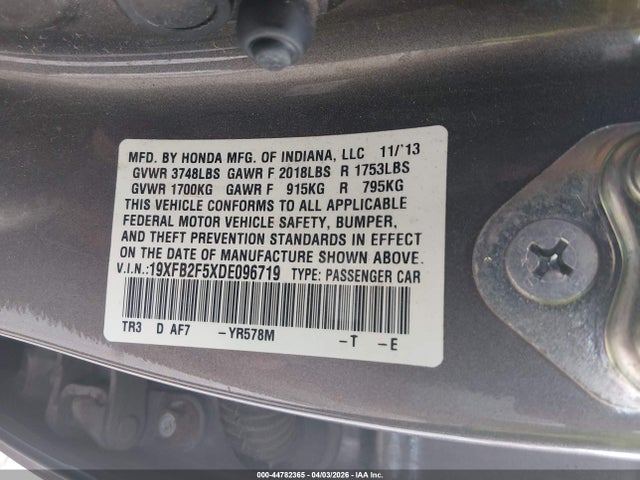 MFD. BY HONDA MFG. OF INDIANA, LLC 11/'13
GVWR 3748LBS GAWR F 2018LBS R 1753LBS
GVWR 1700KG GAWR F 915KG R 795KG
THIS VEHICLE CONFORMS TO ALL APPLICABLE
FEDERAL MOTOR VEHICLE SAFETY, BUMPER,
AND THEFT PREVENTION STANDARDS IN EFFECT
ON THE DATE OF MANUFACTURE SHOWN ABOVE.
V.I.N.:19XFB2F5XDE096719 TYPE: PASSENGER CAR
TR3 D AF7 -YR578M -T -E
000-44782365 - 04/03/2026 - IAA Inc.